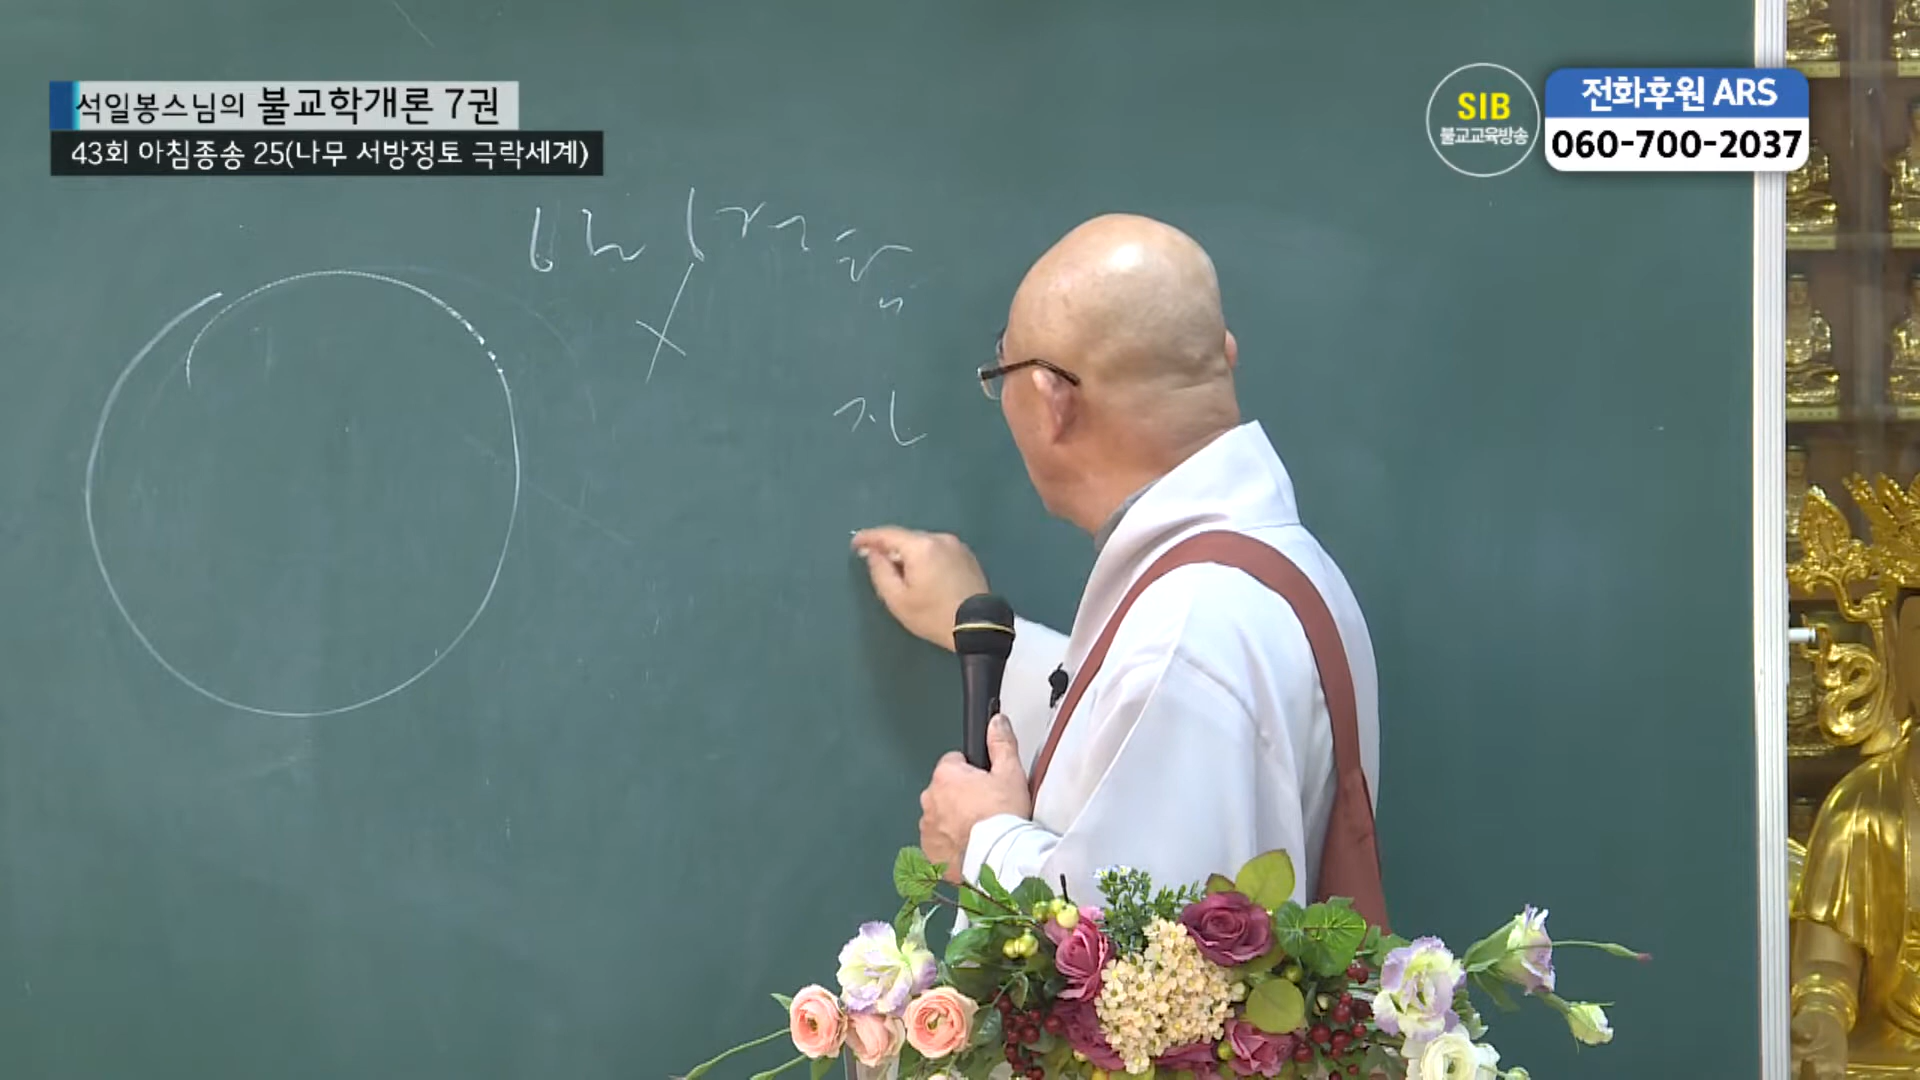 석일봉스님의 불교학개론 7권
43회 아침종송 25(나무 서방정토 극락세계)
SIB
불교교육방송
전화후원 ARS
060-700-2037